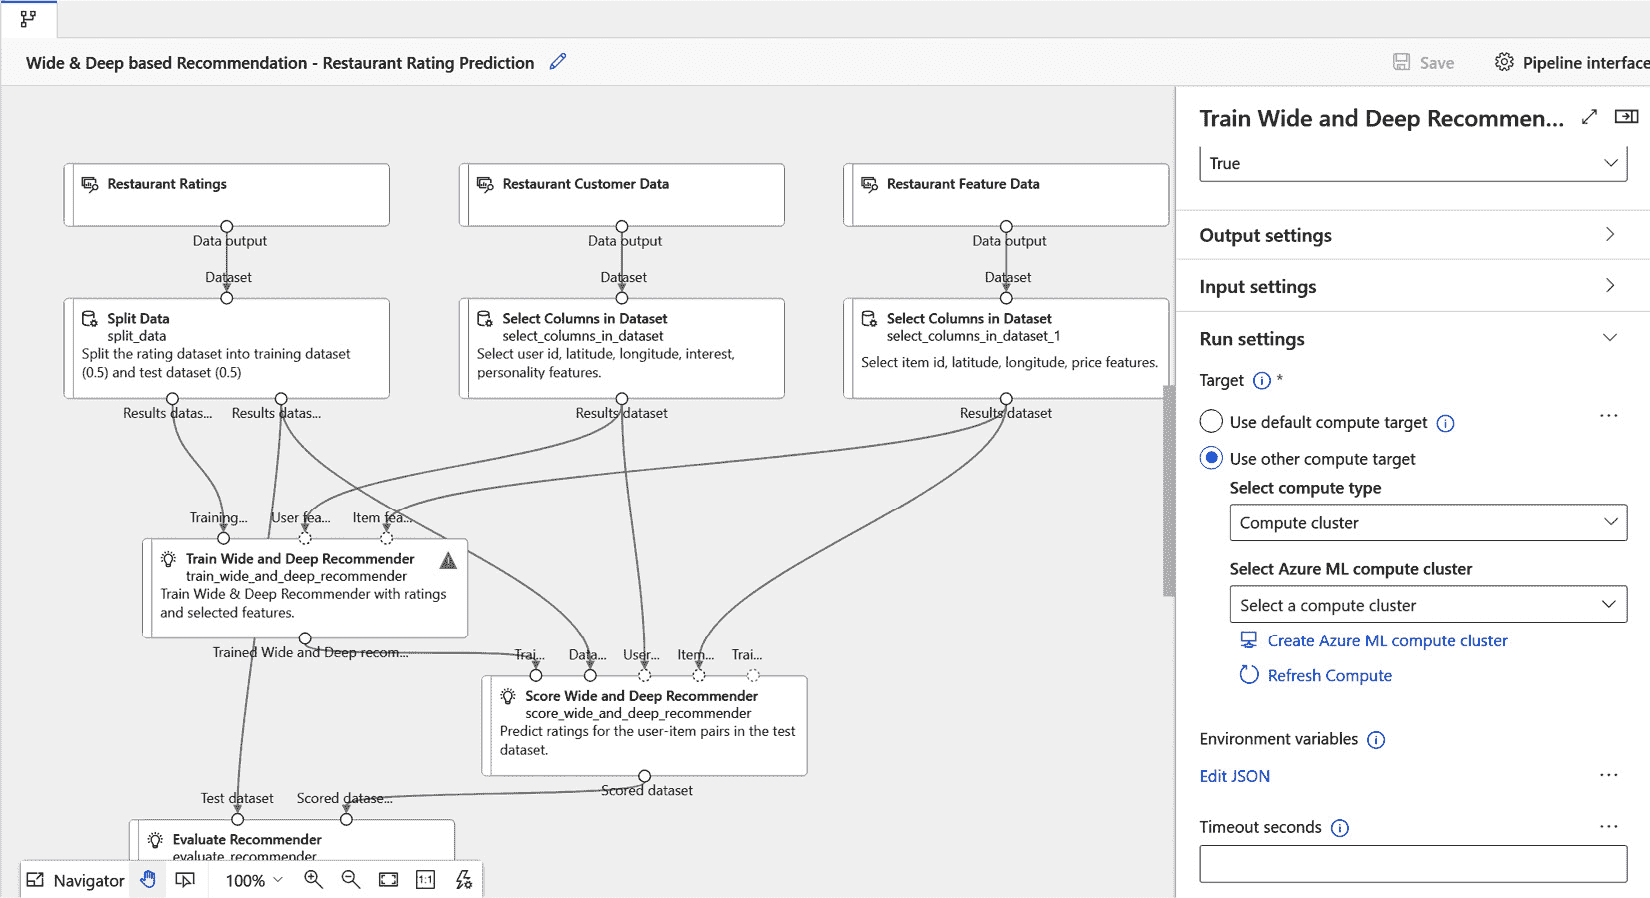 Wide & Deep based Recommendation - Restaurant Rating Prediction
Save
Pipeline interface
Restaurant Ratings
Restaurant Customer Data
Restaurant Feature Data
Data output
Data output
Data output
Dataset
Dataset
Dataset
Split Data
split_data
Split the rating dataset into training dataset
(0.5) and test dataset (0.5)
Select Columns in Dataset
select_columns_in_dataset
Select user id, latitude, longitude, interest,
personality features.
Select Columns in Dataset
select_columns_in_dataset_1
Select item id, latitude, longitude, price features.
Results datas...
Results datas...
Results dataset
Results dataset
Training...
User fea...
Item fea...
Train Wide and Deep Recommender
train_wide_and_deep_recommender
Train Wide & Deep Recommender with ratings
and selected features.
Trained Wide and Deep recom...
Trai...
Data...
User...
Item...
Trai...
Score Wide and Deep Recommender
score_wide_and_deep_recommender
Predict ratings for the user-item pairs in the test
dataset.
Scored dataset
Test dataset
Scored datase...
Evaluate Recommender
evaluate_recommender
Navigator
100%
1:1
Train Wide and Deep Recommen...
True
Output settings
Input settings
Run settings
Target *
Use default compute target
Use other compute target
Select compute type
Compute cluster
Select Azure ML compute cluster
Select a compute cluster
Create Azure ML compute cluster
Refresh Compute
Environment variables
Edit JSON
Timeout seconds